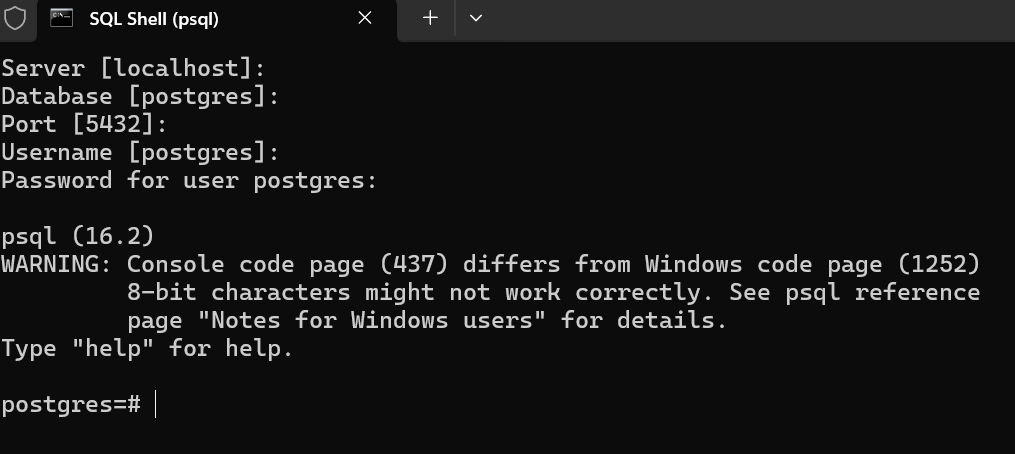 SQL Shell (psql)
Server [localhost]:
Database [postgres]:
Port [5432]:
Username [postgres]:
Password for user postgres:
psql (16.2)
WARNING: Console code page (437) differs from Windows code page (1252)
8-bit characters might not work correctly. See psql reference
page "Notes for Windows users" for details.
Type "help" for help.
postgres=#